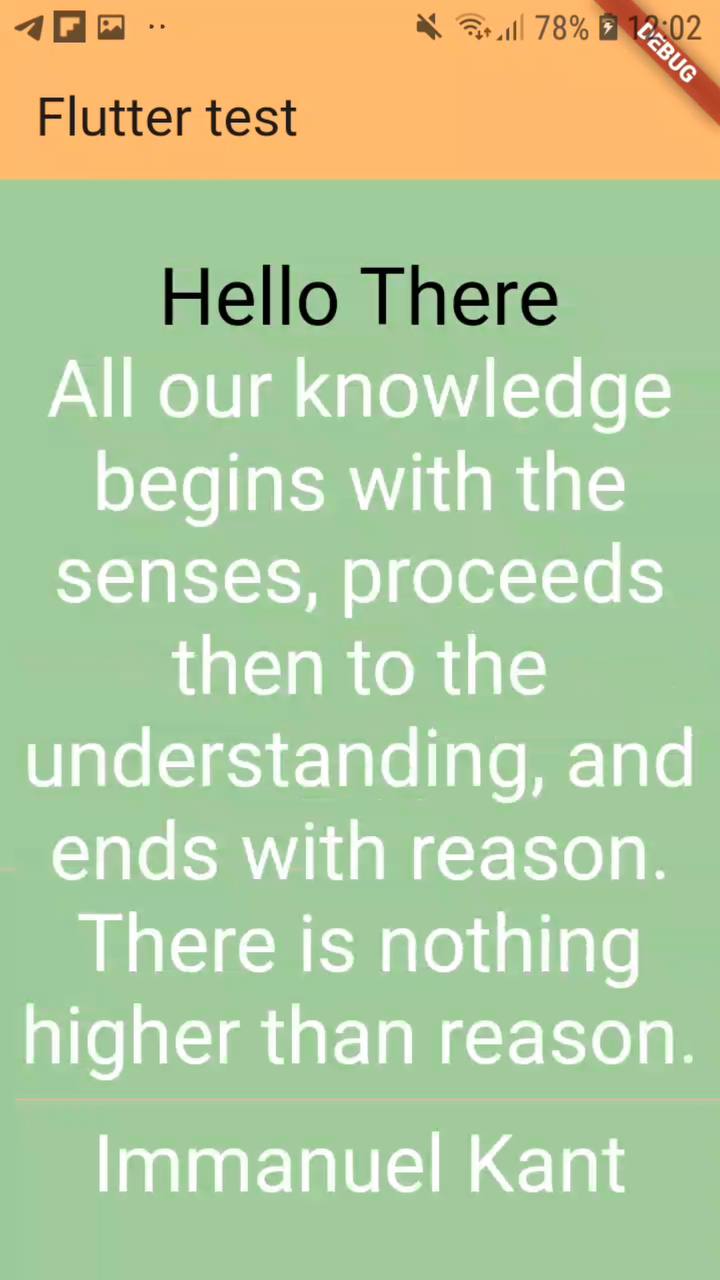 78% 12:02
DEBUG
Flutter test
Hello There
All our knowledge
begins with the
senses, proceeds
then to the
understanding, and
ends with reason.
There is nothing
higher than reason.
Immanuel Kant